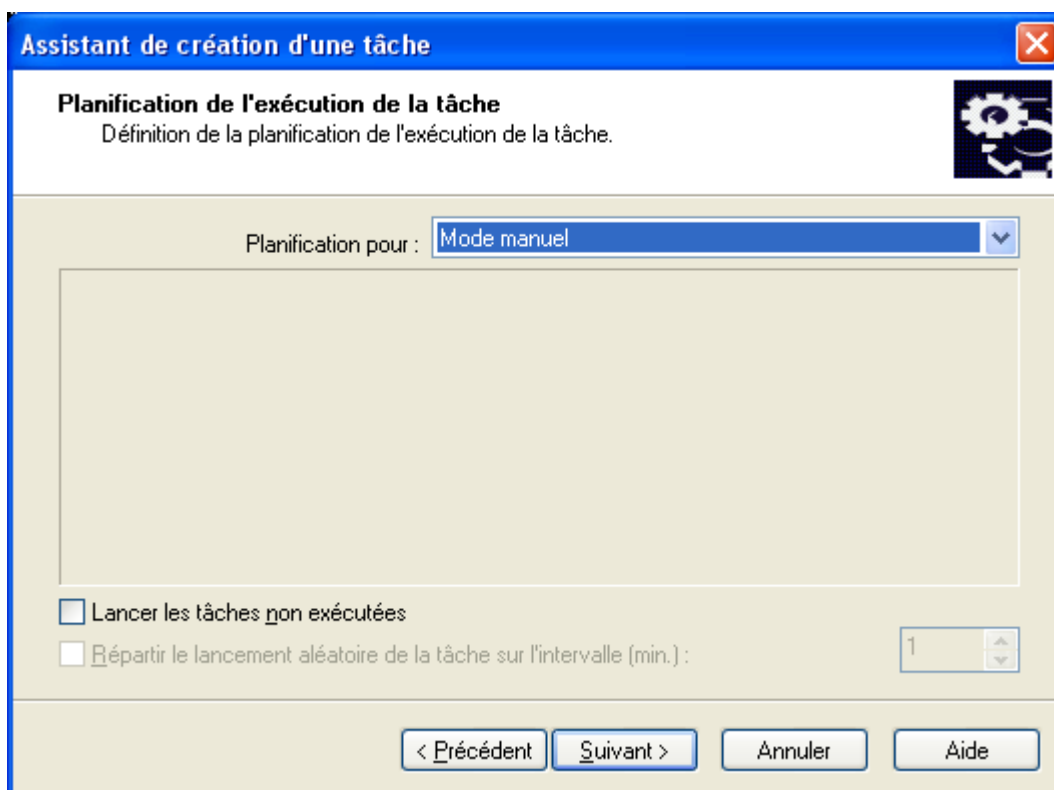 Assistant de création d'une tâche
Planification de l'exécution de la tâche
Définition de la planification de l'exécution de la tâche.
Planification pour : Mode manuel
Lancer les tâches non exécutées
Répartir le lancement aléatoire de la tâche sur l'intervalle (min.) : 1
< Précédent Suivant > Annuler Aide